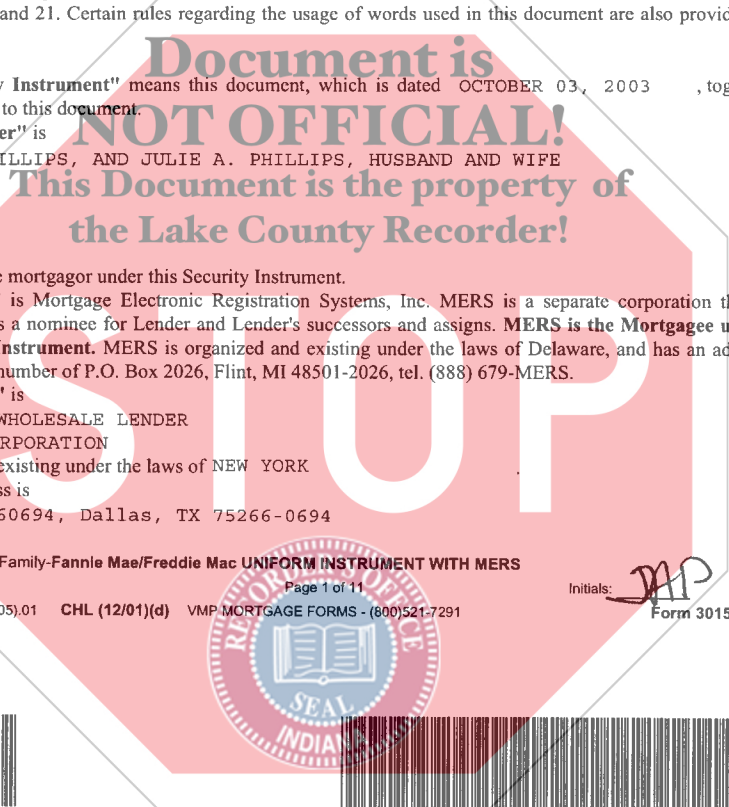 and 21. Certain rules regarding the usage of words used in this document are also provid
Document is
y Instrument" means this document, which is dated OCTOBER 03, 2003 , tog
to this document.
NOT OFFICIAL!
er" is
ILLIPS, AND JULIE A. PHILLIPS, HUSBAND AND WIFE
This Document is the property of
the Lake County Recorder!
e mortgagor under this Security Instrument.
" is Mortgage Electronic Registration Systems, Inc. MERS is a separate corporation th
s a nominee for Lender and Lender's successors and assigns. MERS is the Mortgagee u
Instrument. MERS is organized and existing under the laws of Delaware, and has an ad
number of P.O. Box 2026, Flint, MI 48501-2026, tel. (888) 679-MERS.
STOP
" is
WHOLESALE LENDER
RPORATION
existing under the laws of NEW YORK
ss is
60694, Dallas, TX 75266-0694
Family-Fannie Mae/Freddie Mac UNIFORM INSTRUMENT WITH MERS
Page 1 of 11
Initials: JAP
05).01 CHL (12/01)(d) VMP MORTGAGE FORMS - (800)521-7291
Form 3015
RECORDER'S OFFICE
SEAL
INDIANA